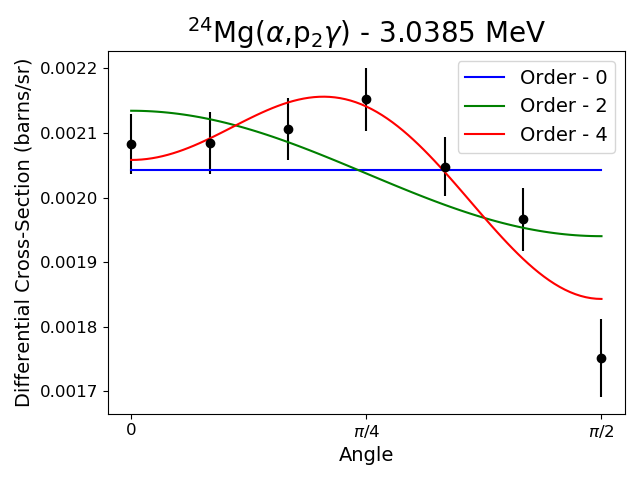 ²⁴Mg(α,p₂γ) - 3.0385 MeV
Order - 0
Order - 2
Order - 4
Differential Cross-Section (barns/sr)
0.0022
0.0021
0.0020
0.0019
0.0018
0.0017
0 π/4 π/2
Angle